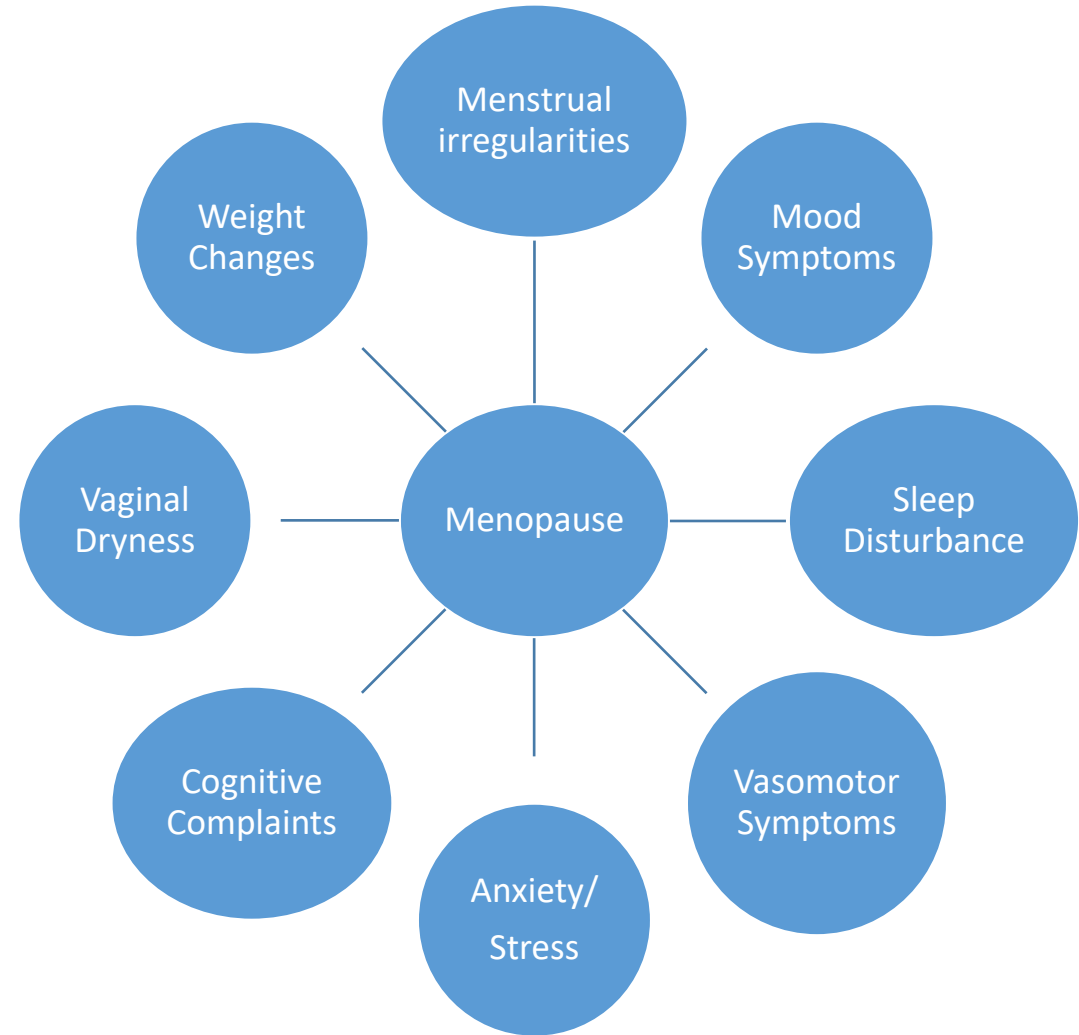 Menstrual
irregularities
Mood
Symptoms
Sleep
Disturbance
Vasomotor
Symptoms
Anxiety/
Stress
Cognitive
Complaints
Vaginal
Dryness
Weight
Changes
Menopause